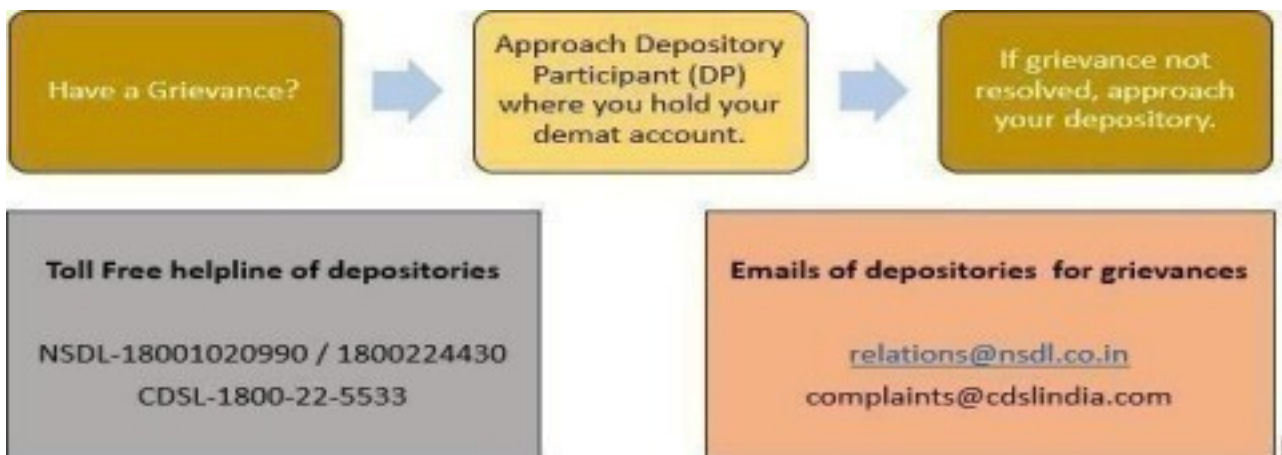 Have a Grievance?
Approach Depository
Participant (DP)
where you hold your
demat account.
If grievance not
resolved, approach
your depository.
Toll Free helpline of depositories
NSDL-18001020990 / 1800224430
CDSL-1800-22-5533
Emails of depositories for grievances
relations@nsdl.co.in
complaints@cdslindia.com